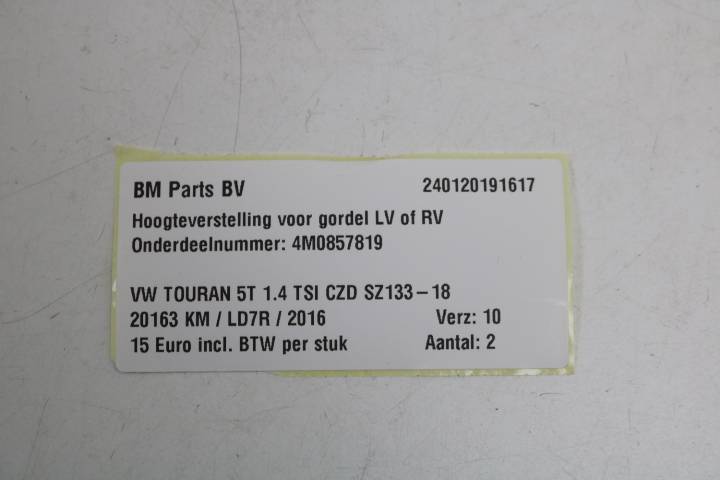 BM Parts BV 240120191617
Hoogteverstelling voor gordel LV of RV
Onderdeelnummer: 4M0857819
VW TOURAN 5T 1.4 TSI CZD SZ133-18
20163 KM / LD7R / 2016 Verz: 10
15 Euro incl. BTW per stuk Aantal: 2